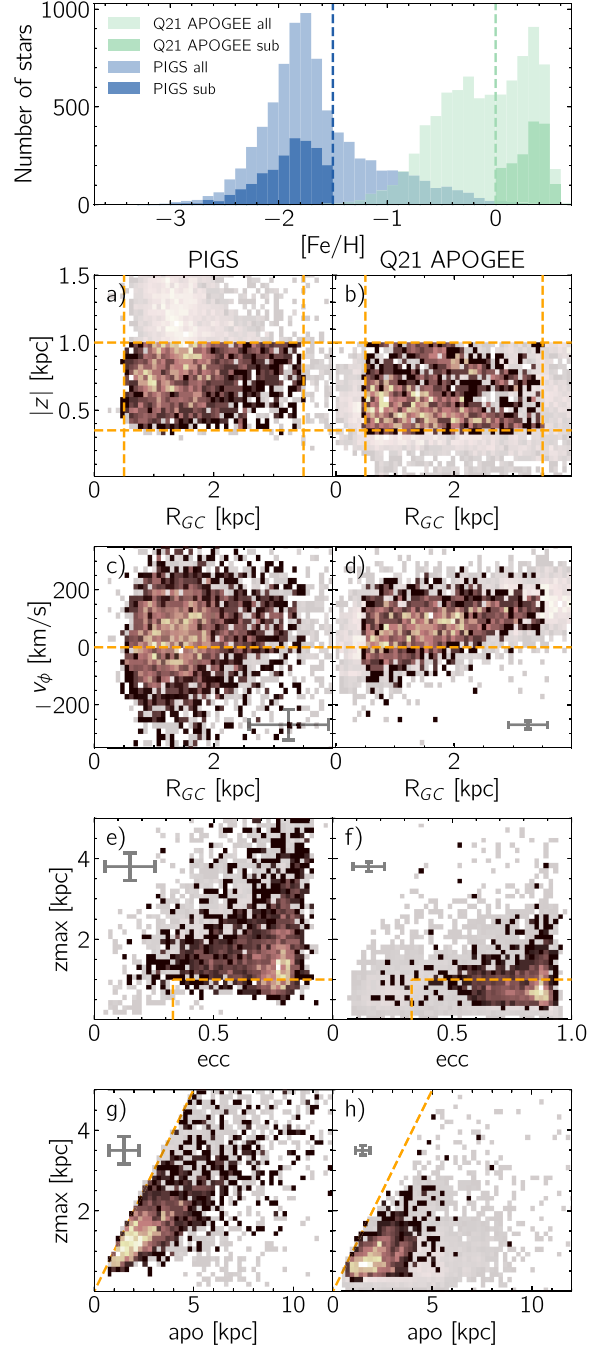 1000
Q21 APOGEE all
Q21 APOGEE sub
PIGS all
PIGS sub
500
0
Number of stars
−3 −2 −1 0
[Fe/H]
PIGS Q21 APOGEE
a) b)
1.5
1.0
0.5
0
|z| [kpc]
0 2 0 2
R_GC [kpc] R_GC [kpc]
c) d)
200
0
−200
v_ϕ [km/s]
0 2 0 2
R_GC [kpc] R_GC [kpc]
e) f)
4
2
zmax [kpc]
0 0.5 0 0.5 1.0
ecc ecc
g) h)
4
2
zmax [kpc]
0 5 10 0 5 10
apo [kpc] apo [kpc]